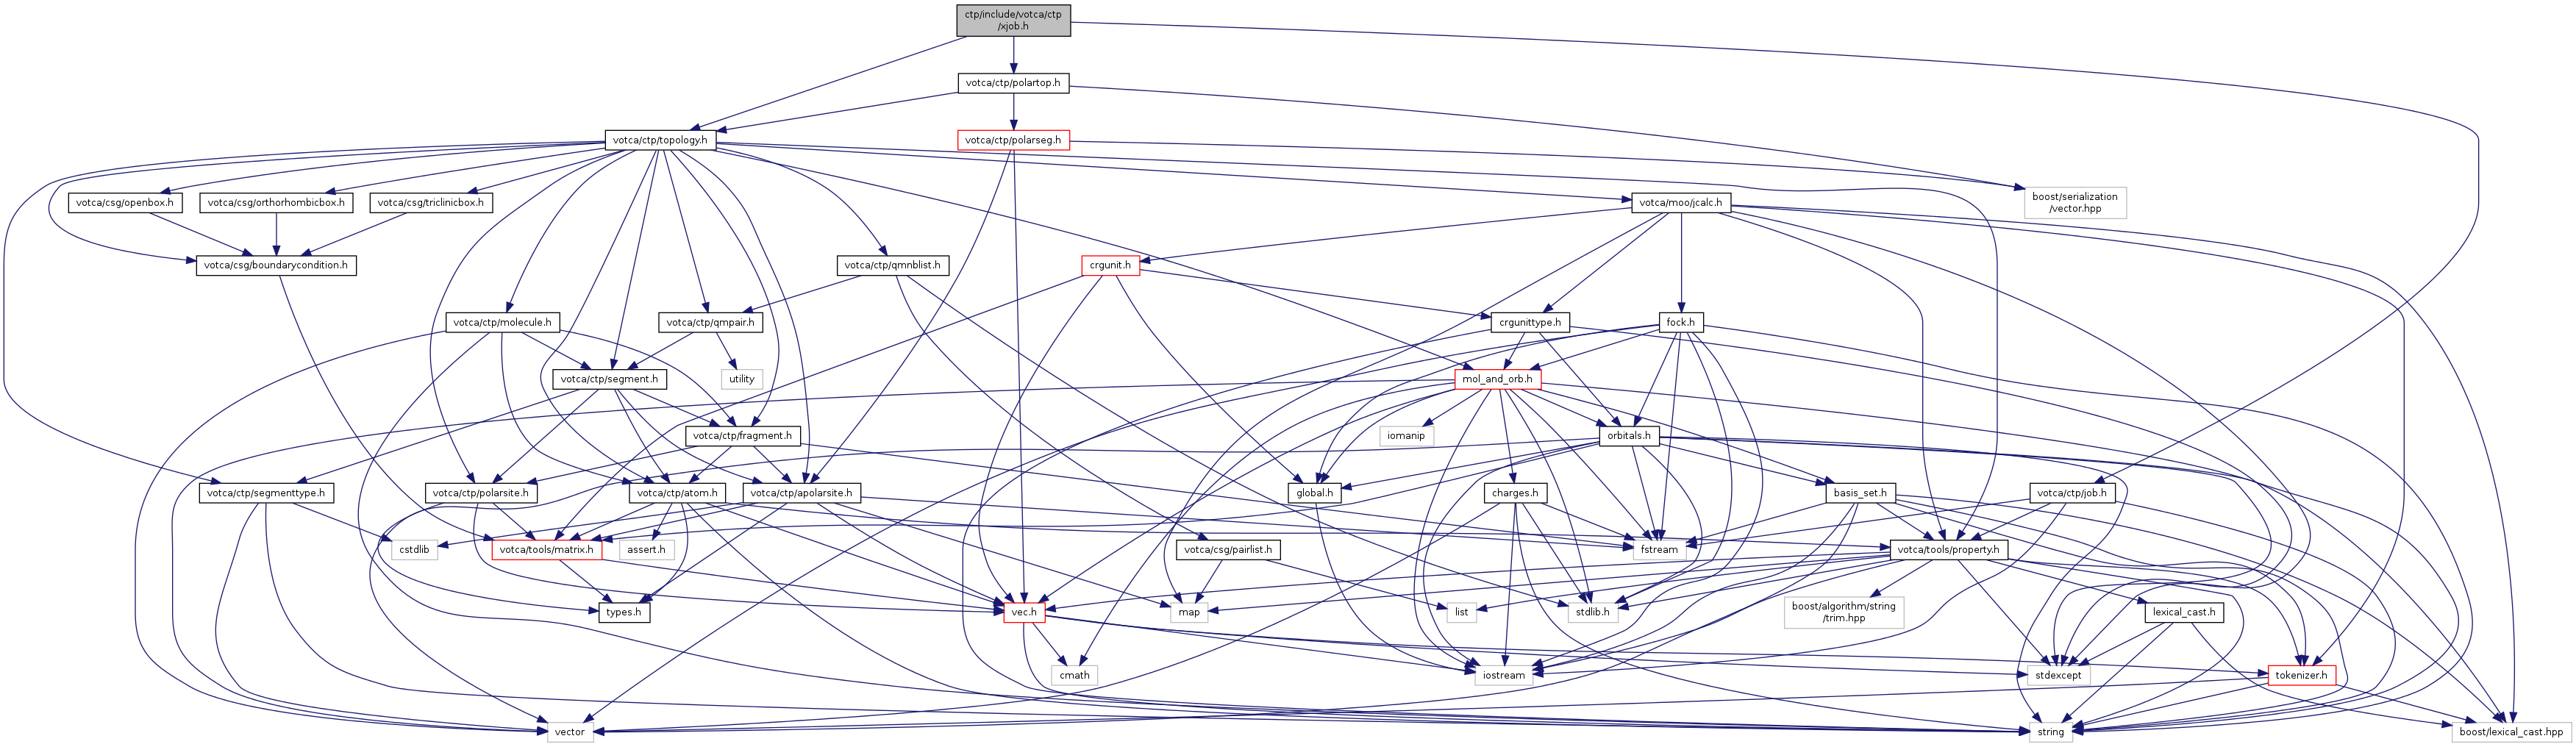 ctp/include/votca/ctp
/xjob.h
votca/ctp/polartop.h
votca/ctp/topology.h
votca/ctp/polarseg.h
votca/csg/openbox.h
votca/csg/orthorhombicbox.h
votca/csg/triclinicbox.h
votca/moo/jcalc.h
boost/serialization
/vector.hpp
votca/csg/boundarycondition.h
votca/ctp/qmnblist.h
crgunit.h
votca/ctp/molecule.h
votca/ctp/qmpair.h
crgunittype.h
fock.h
votca/ctp/segment.h
utility
mol_and_orb.h
votca/ctp/fragment.h
iomanip
orbitals.h
votca/ctp/segmenttype.h
votca/ctp/polarsite.h
votca/ctp/atom.h
votca/ctp/apolarsite.h
global.h
charges.h
basis_set.h
votca/ctp/job.h
cstdlib
votca/tools/matrix.h
assert.h
votca/csg/pairlist.h
fstream
votca/tools/property.h
types.h
vec.h
map
list
stdlib.h
boost/algorithm/string
/trim.hpp
lexical_cast.h
cmath
iostream
stdexcept
tokenizer.h
vector
string
boost/lexical_cast.hpp